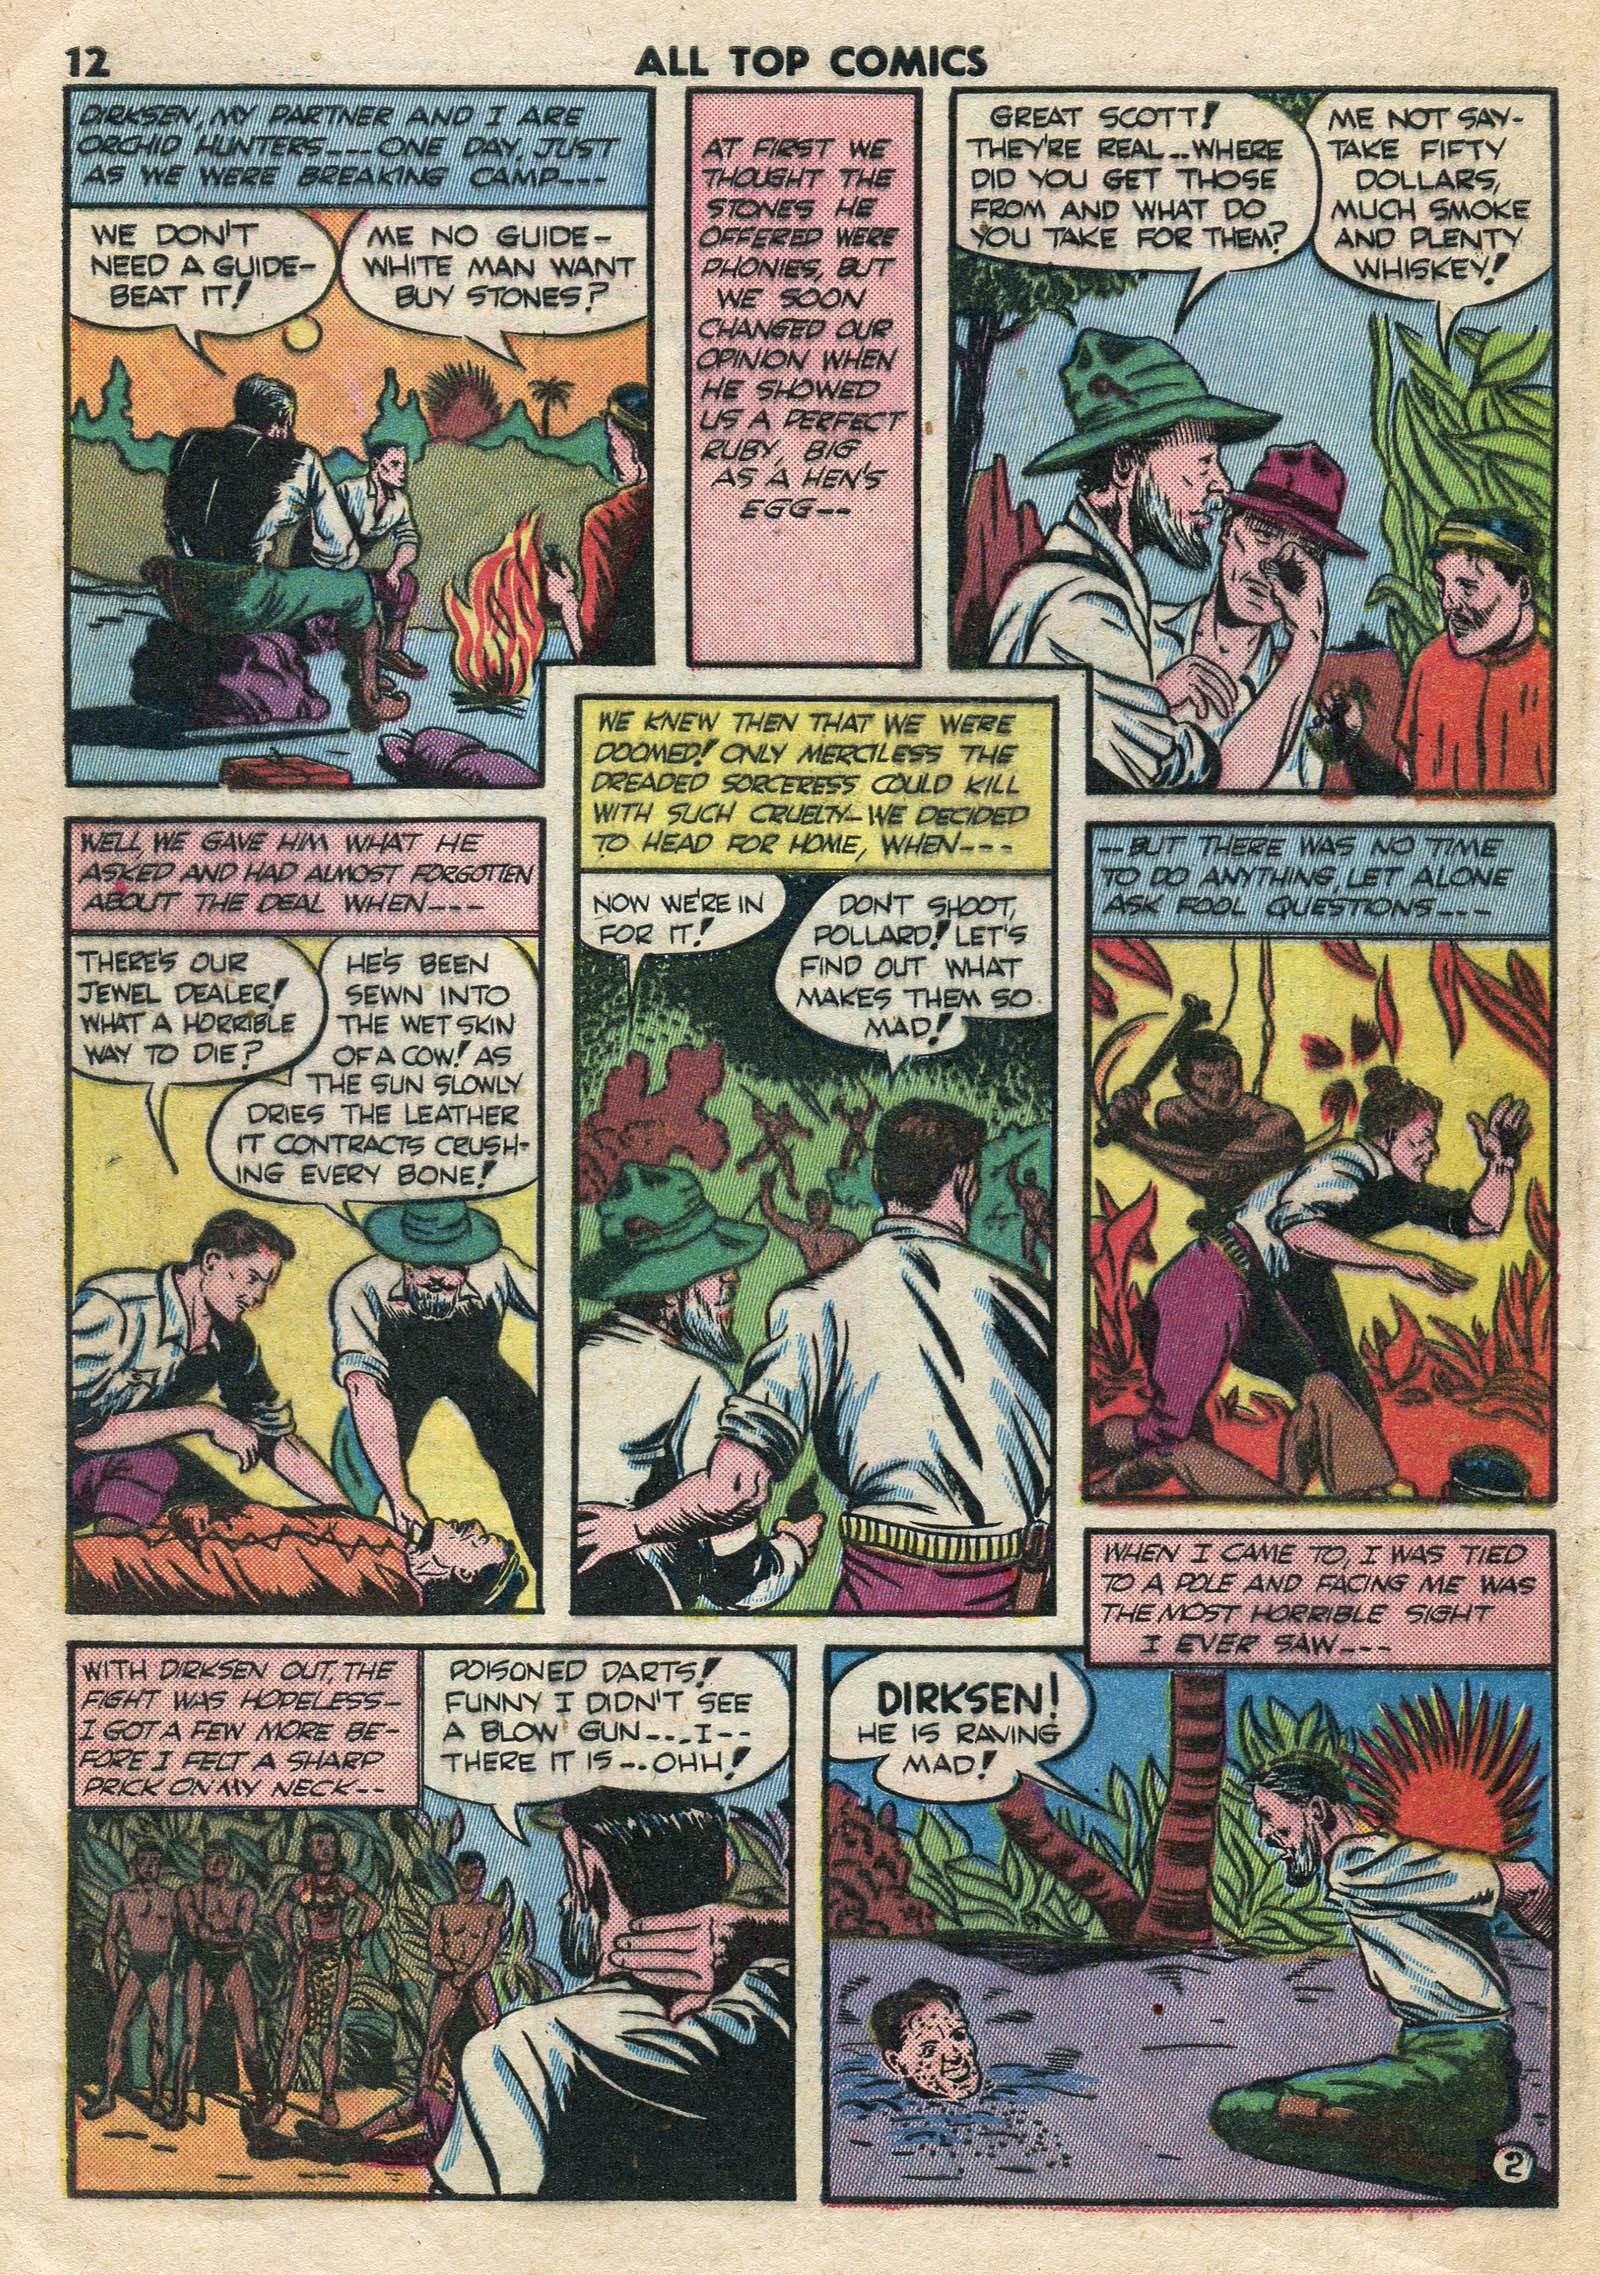 12
ALL TOP COMICS
DIRKSEN, MY PARTNER AND I ARE
ORCHID HUNTERS---ONE DAY, JUST
AS WE WERE BREAKING CAMP---
WE DON'T
NEED A GUIDE-
BEAT IT!
ME NO GUIDE-
WHITE MAN WANT
BUY STONES?
AT FIRST WE
THOUGHT THE
STONES HE
OFFERED WERE
PHONIES, BUT
WE SOON
CHANGED OUR
OPINION WHEN
HE SHOWED
US A PERFECT
RUBY, BIG
AS A HEN'S
EGG--
GREAT SCOTT!
THEY'RE REAL--WHERE
DID YOU GET THOSE
FROM AND WHAT DO
YOU TAKE FOR THEM?
ME NOT SAY-
TAKE FIFTY
DOLLARS,
MUCH SMOKE
AND PLENTY
WHISKEY!
WELL, WE GAVE HIM WHAT HE
ASKED AND HAD ALMOST FORGOTTEN
ABOUT THE DEAL WHEN---
THERE'S OUR
JEWEL DEALER!
WHAT A HORRIBLE
WAY TO DIE?
HE'S BEEN
SEWN INTO
THE WET SKIN
OF A COW! AS
THE SUN SLOWLY
DRIES THE LEATHER
IT CONTRACTS CRUSH-
ING EVERY BONE!
WE KNEW THEN THAT WE WERE
DOOMED! ONLY MERCILESS THE
DREADED SORCERESS COULD KILL
WITH SUCH CRUELTY-WE DECIDED
TO HEAD FOR HOME, WHEN---
NOW WE'RE IN
FOR IT!
DON'T SHOOT,
POLLARD! LET'S
FIND OUT WHAT
MAKES THEM SO
MAD!
--BUT THERE WAS NO TIME
TO DO ANYTHING, LET ALONE
ASK FOOL QUESTIONS---
WITH DIRKSEN OUT, THE
FIGHT WAS HOPELESS-
I GOT A FEW MORE BE-
FORE I FELT A SHARP
PRICK ON MY NECK--
POISONED DARTS!
FUNNY I DIDN'T SEE
A BLOW GUN---I--
THERE IT IS--OHH!
WHEN I CAME TO, I WAS TIED
TO A POLE AND FACING ME WAS
THE MOST HORRIBLE SIGHT
I EVER SAW---
DIRKSEN!
HE IS RAVING
MAD!
2